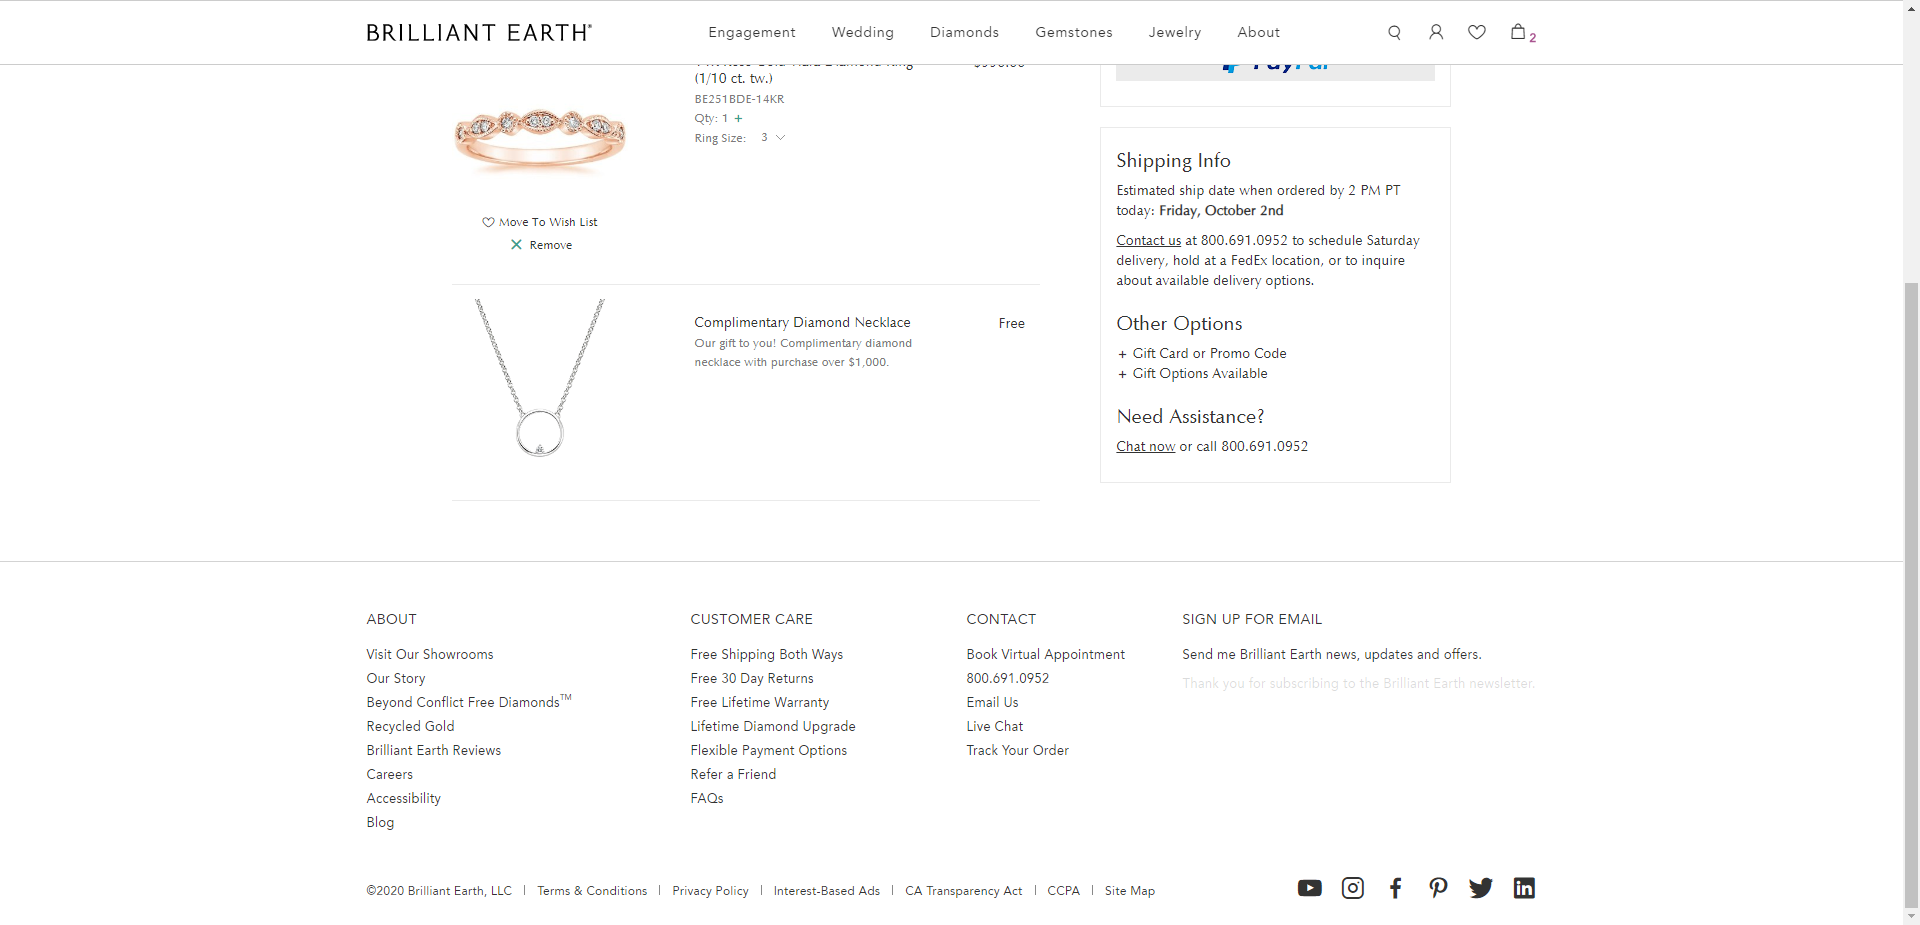 BRILLIANT EARTH®
Engagement
Wedding
Diamonds
Gemstones
Jewelry
About
2
(1/10 ct. tw.)
BE251BDE-14KR
Qty: 1 +
Ring Size: 3
Move To Wish List
Remove
Complimentary Diamond Necklace
Free
Our gift to you! Complimentary diamond
necklace with purchase over $1,000.
PayPal
Shipping Info
Estimated ship date when ordered by 2 PM PT
today: Friday, October 2nd
Contact us at 800.691.0952 to schedule Saturday
delivery, hold at a FedEx location, or to inquire
about available delivery options.
Other Options
+ Gift Card or Promo Code
+ Gift Options Available
Need Assistance?
Chat now or call 800.691.0952
ABOUT
Visit Our Showrooms
Our Story
Beyond Conflict Free Diamonds™
Recycled Gold
Brilliant Earth Reviews
Careers
Accessibility
Blog
CUSTOMER CARE
Free Shipping Both Ways
Free 30 Day Returns
Free Lifetime Warranty
Lifetime Diamond Upgrade
Flexible Payment Options
Refer a Friend
FAQs
CONTACT
Book Virtual Appointment
800.691.0952
Email Us
Live Chat
Track Your Order
SIGN UP FOR EMAIL
Send me Brilliant Earth news, updates and offers.
Thank you for subscribing to the Brilliant Earth newsletter.
©2020 Brilliant Earth, LLC | Terms & Conditions | Privacy Policy | Interest-Based Ads | CA Transparency Act | CCPA | Site Map